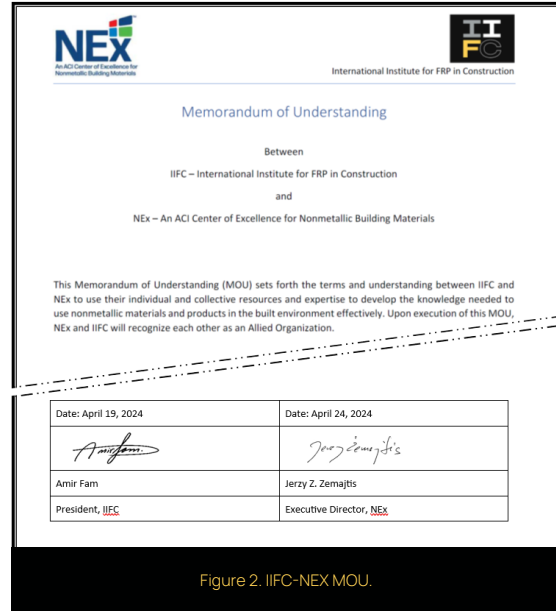 NEx
An ACI Center of Excellence for
Nonmetallic Building Materials
IIFC
International Institute for FRP in Construction
Memorandum of Understanding
Between
IIFC – International Institute for FRP in Construction
and
NEx – An ACI Center of Excellence for Nonmetallic Building Materials
This Memorandum of Understanding (MOU) sets forth the terms and understanding between IIFC and
NEx to use their individual and collective resources and expertise to develop the knowledge needed to
use nonmetallic materials and products in the built environment effectively. Upon execution of this MOU,
NEx and IIFC will recognize each other as an Allied Organization.
Date: April 19, 2024
Date: April 24, 2024
Amir Fam.
Jerzy Zemajtis
Amir Fam
Jerzy Z. Zemajtis
President, IIFC
Executive Director, NEx
Figure 2. IIFC-NEX MOU.